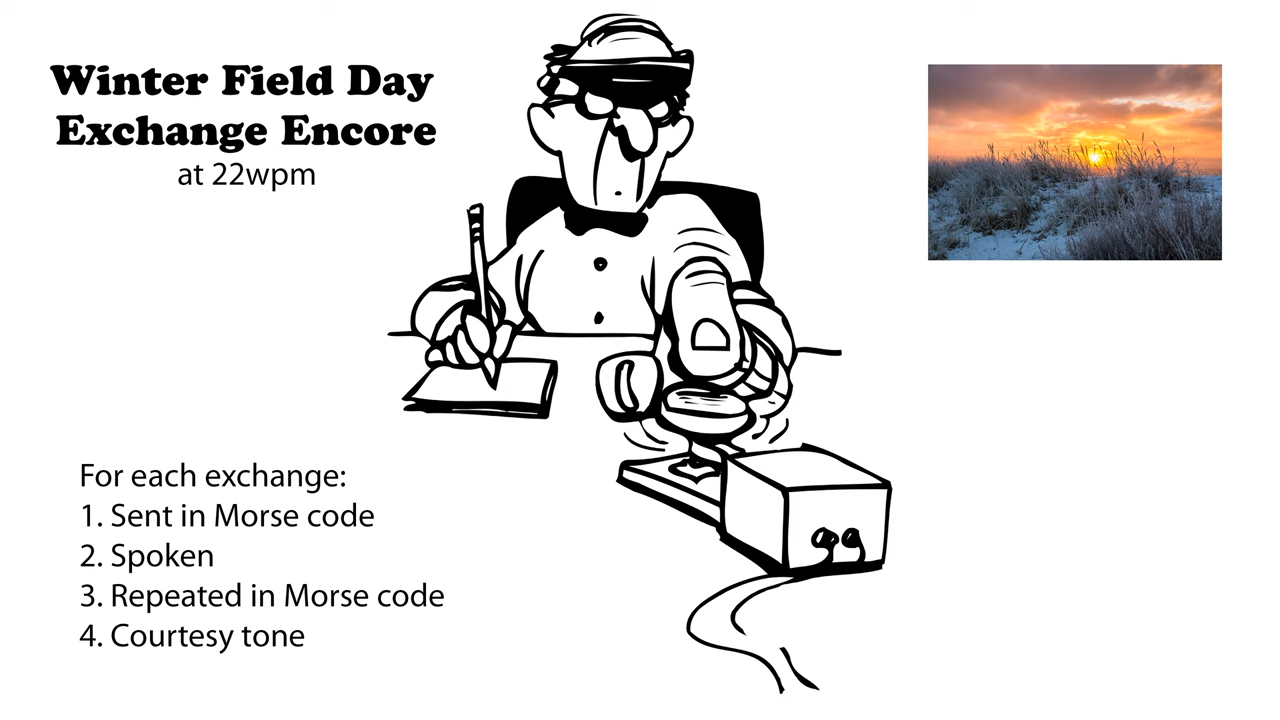 Winter Field Day
Exchange Encore
at 22wpm
For each exchange:
1. Sent in Morse code
2. Spoken
3. Repeated in Morse code
4. Courtesy tone